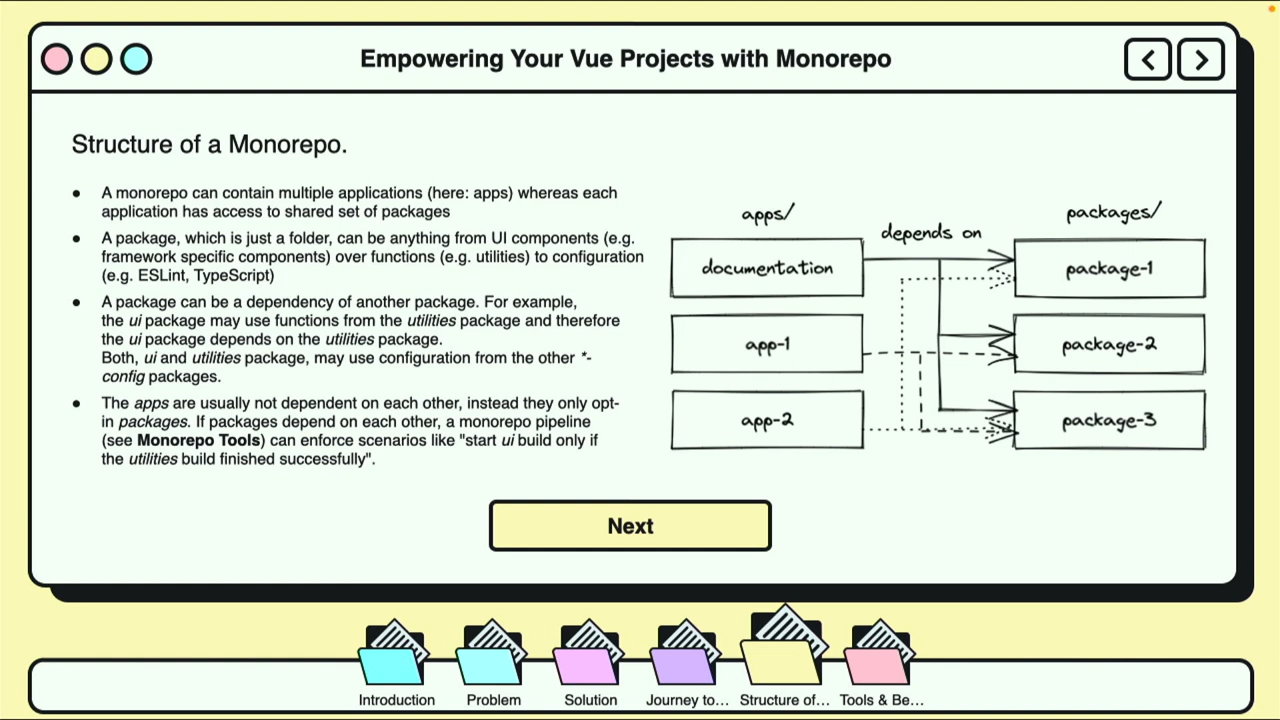 Empowering Your Vue Projects with Monorepo
Structure of a Monorepo.
● A monorepo can contain multiple applications (here: apps) whereas each
application has access to shared set of packages
● A package, which is just a folder, can be anything from UI components (e.g.
framework specific components) over functions (e.g. utilities) to configuration
(e.g. ESLint, TypeScript)
● A package can be a dependency of another package. For example,
the ui package may use functions from the utilities package and therefore
the ui package depends on the utilities package.
Both, ui and utilities package, may use configuration from the other *-
config packages.
● The apps are usually not dependent on each other, instead they only opt-
in packages. If packages depend on each other, a monorepo pipeline
(see Monorepo Tools) can enforce scenarios like "start ui build only if
the utilities build finished successfully".
apps/
depends on
packages/
documentation
package-1
app-1
package-2
app-2
package-3
Next
Introduction
Problem
Solution
Journey to...
Structure of...
Tools & Be...